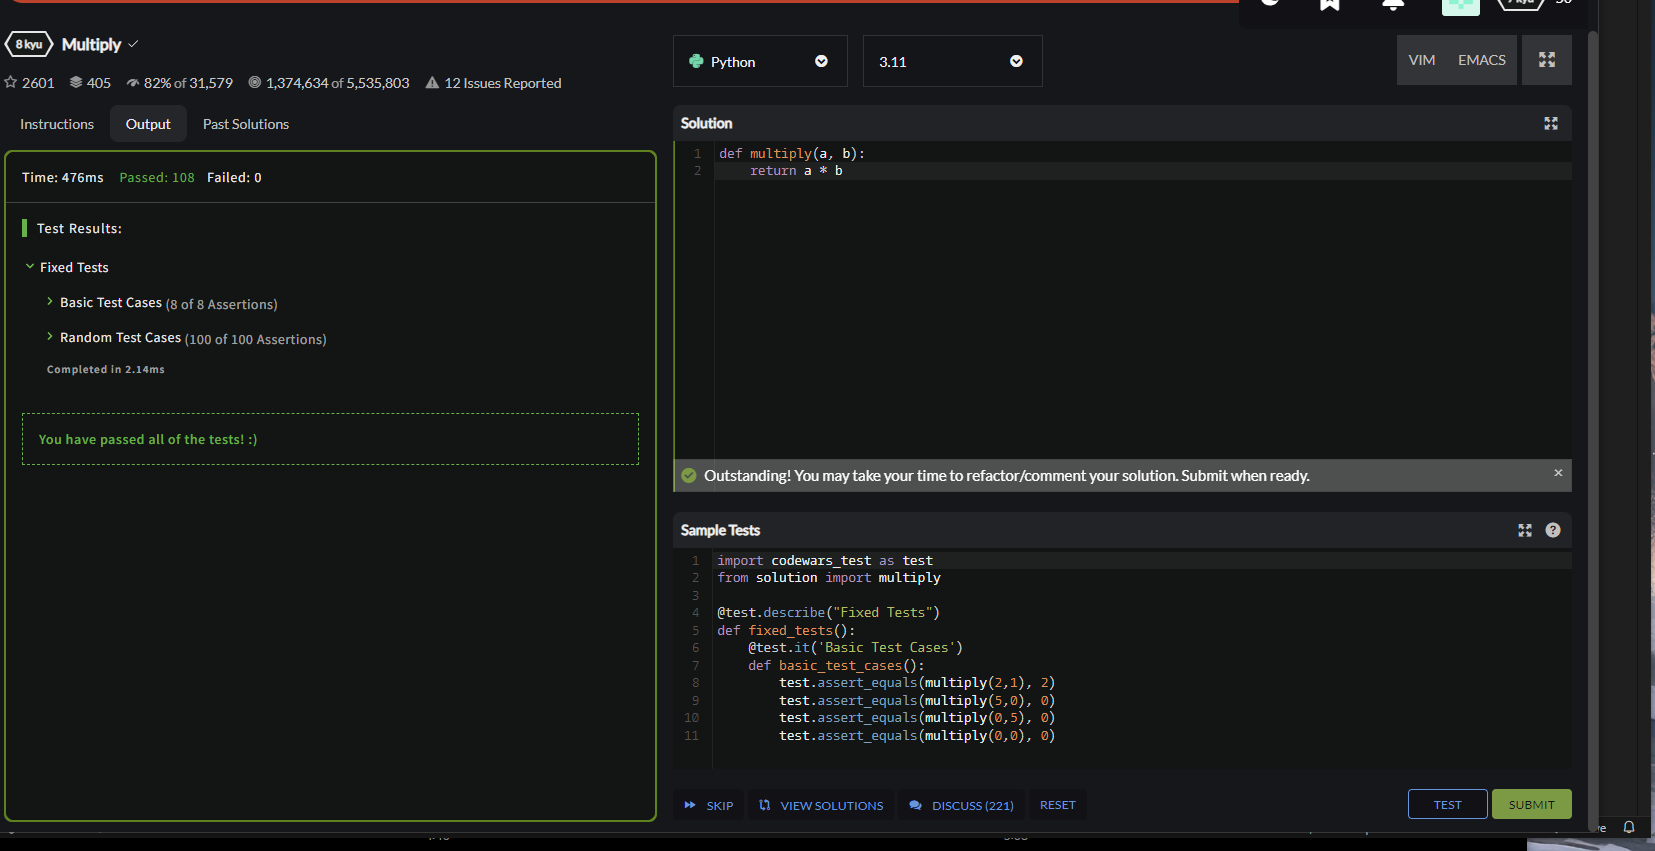 8 kyu Multiply
2601 405 82% of 31,579 1,374,634 of 5,535,803 12 Issues Reported
Instructions Output Past Solutions
Time: 476ms Passed: 108 Failed: 0
Test Results:
Fixed Tests
Basic Test Cases (8 of 8 Assertions)
Random Test Cases (100 of 100 Assertions)
Completed in 2.14ms
You have passed all of the tests! :)
Python 3.11 VIM EMACS
Solution
1 def multiply(a, b):
2 return a * b
Outstanding! You may take your time to refactor/comment your solution. Submit when ready.
Sample Tests
1 import codewars_test as test
2 from solution import multiply
3
4 @test.describe("Fixed Tests")
5 def fixed_tests():
6 @test.it('Basic Test Cases')
7 def basic_test_cases():
8 test.assert_equals(multiply(2,1), 2)
9 test.assert_equals(multiply(5,0), 0)
10 test.assert_equals(multiply(0,5), 0)
11 test.assert_equals(multiply(0,0), 0)
SKIP VIEW SOLUTIONS DISCUSS (221) RESET TEST SUBMIT